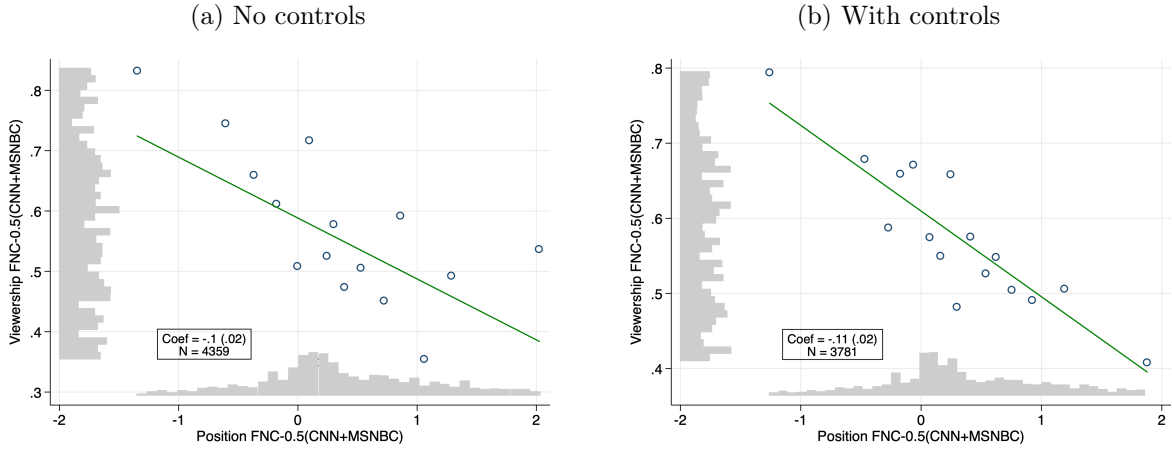 (a) No controls
Viewership FNC-0.5(CNN+MSNBC)
.8
.7
.6
.5
.4
.3
Coef = -.1 (.02)
N = 4359
-2 -1 0 1 2
Position FNC-0.5(CNN+MSNBC)
(b) With controls
Viewership FNC-0.5(CNN+MSNBC)
.8
.7
.6
.5
.4
Coef = -.11 (.02)
N = 3781
-2 -1 0 1 2
Position FNC-0.5(CNN+MSNBC)